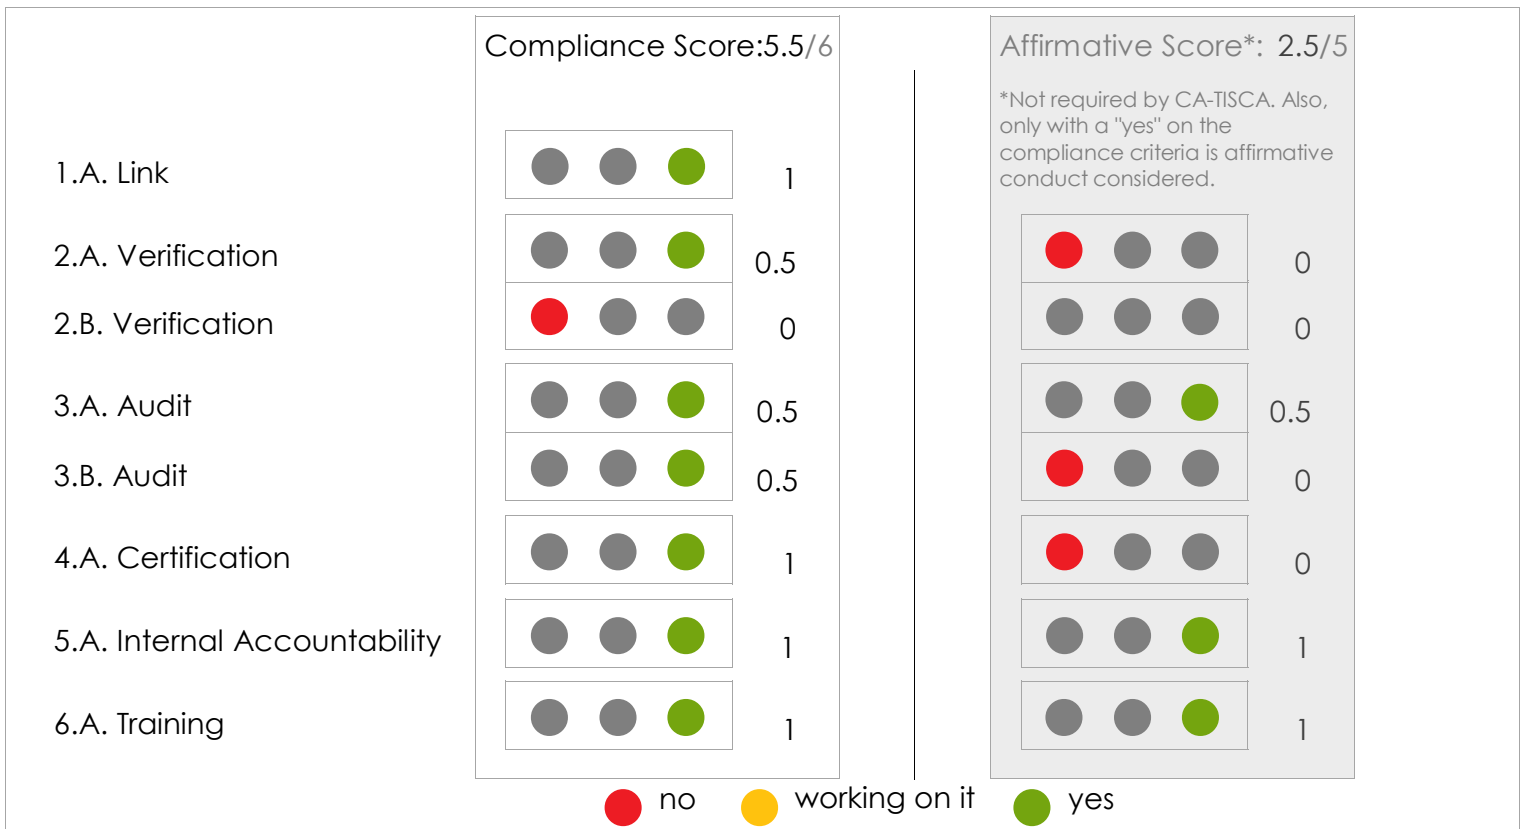 Compliance Score:5.5/6
Affirmative Score*: 2.5/5
*Not required by CA-TISCA. Also,
only with a "yes" on the
compliance criteria is affirmative
conduct considered.
1.A. Link 1
2.A. Verification 0.5 0
2.B. Verification 0 0
3.A. Audit 0.5 0.5
3.B. Audit 0.5 0
4.A. Certification 1 0
5.A. Internal Accountability 1 1
6.A. Training 1 1
no working on it yes